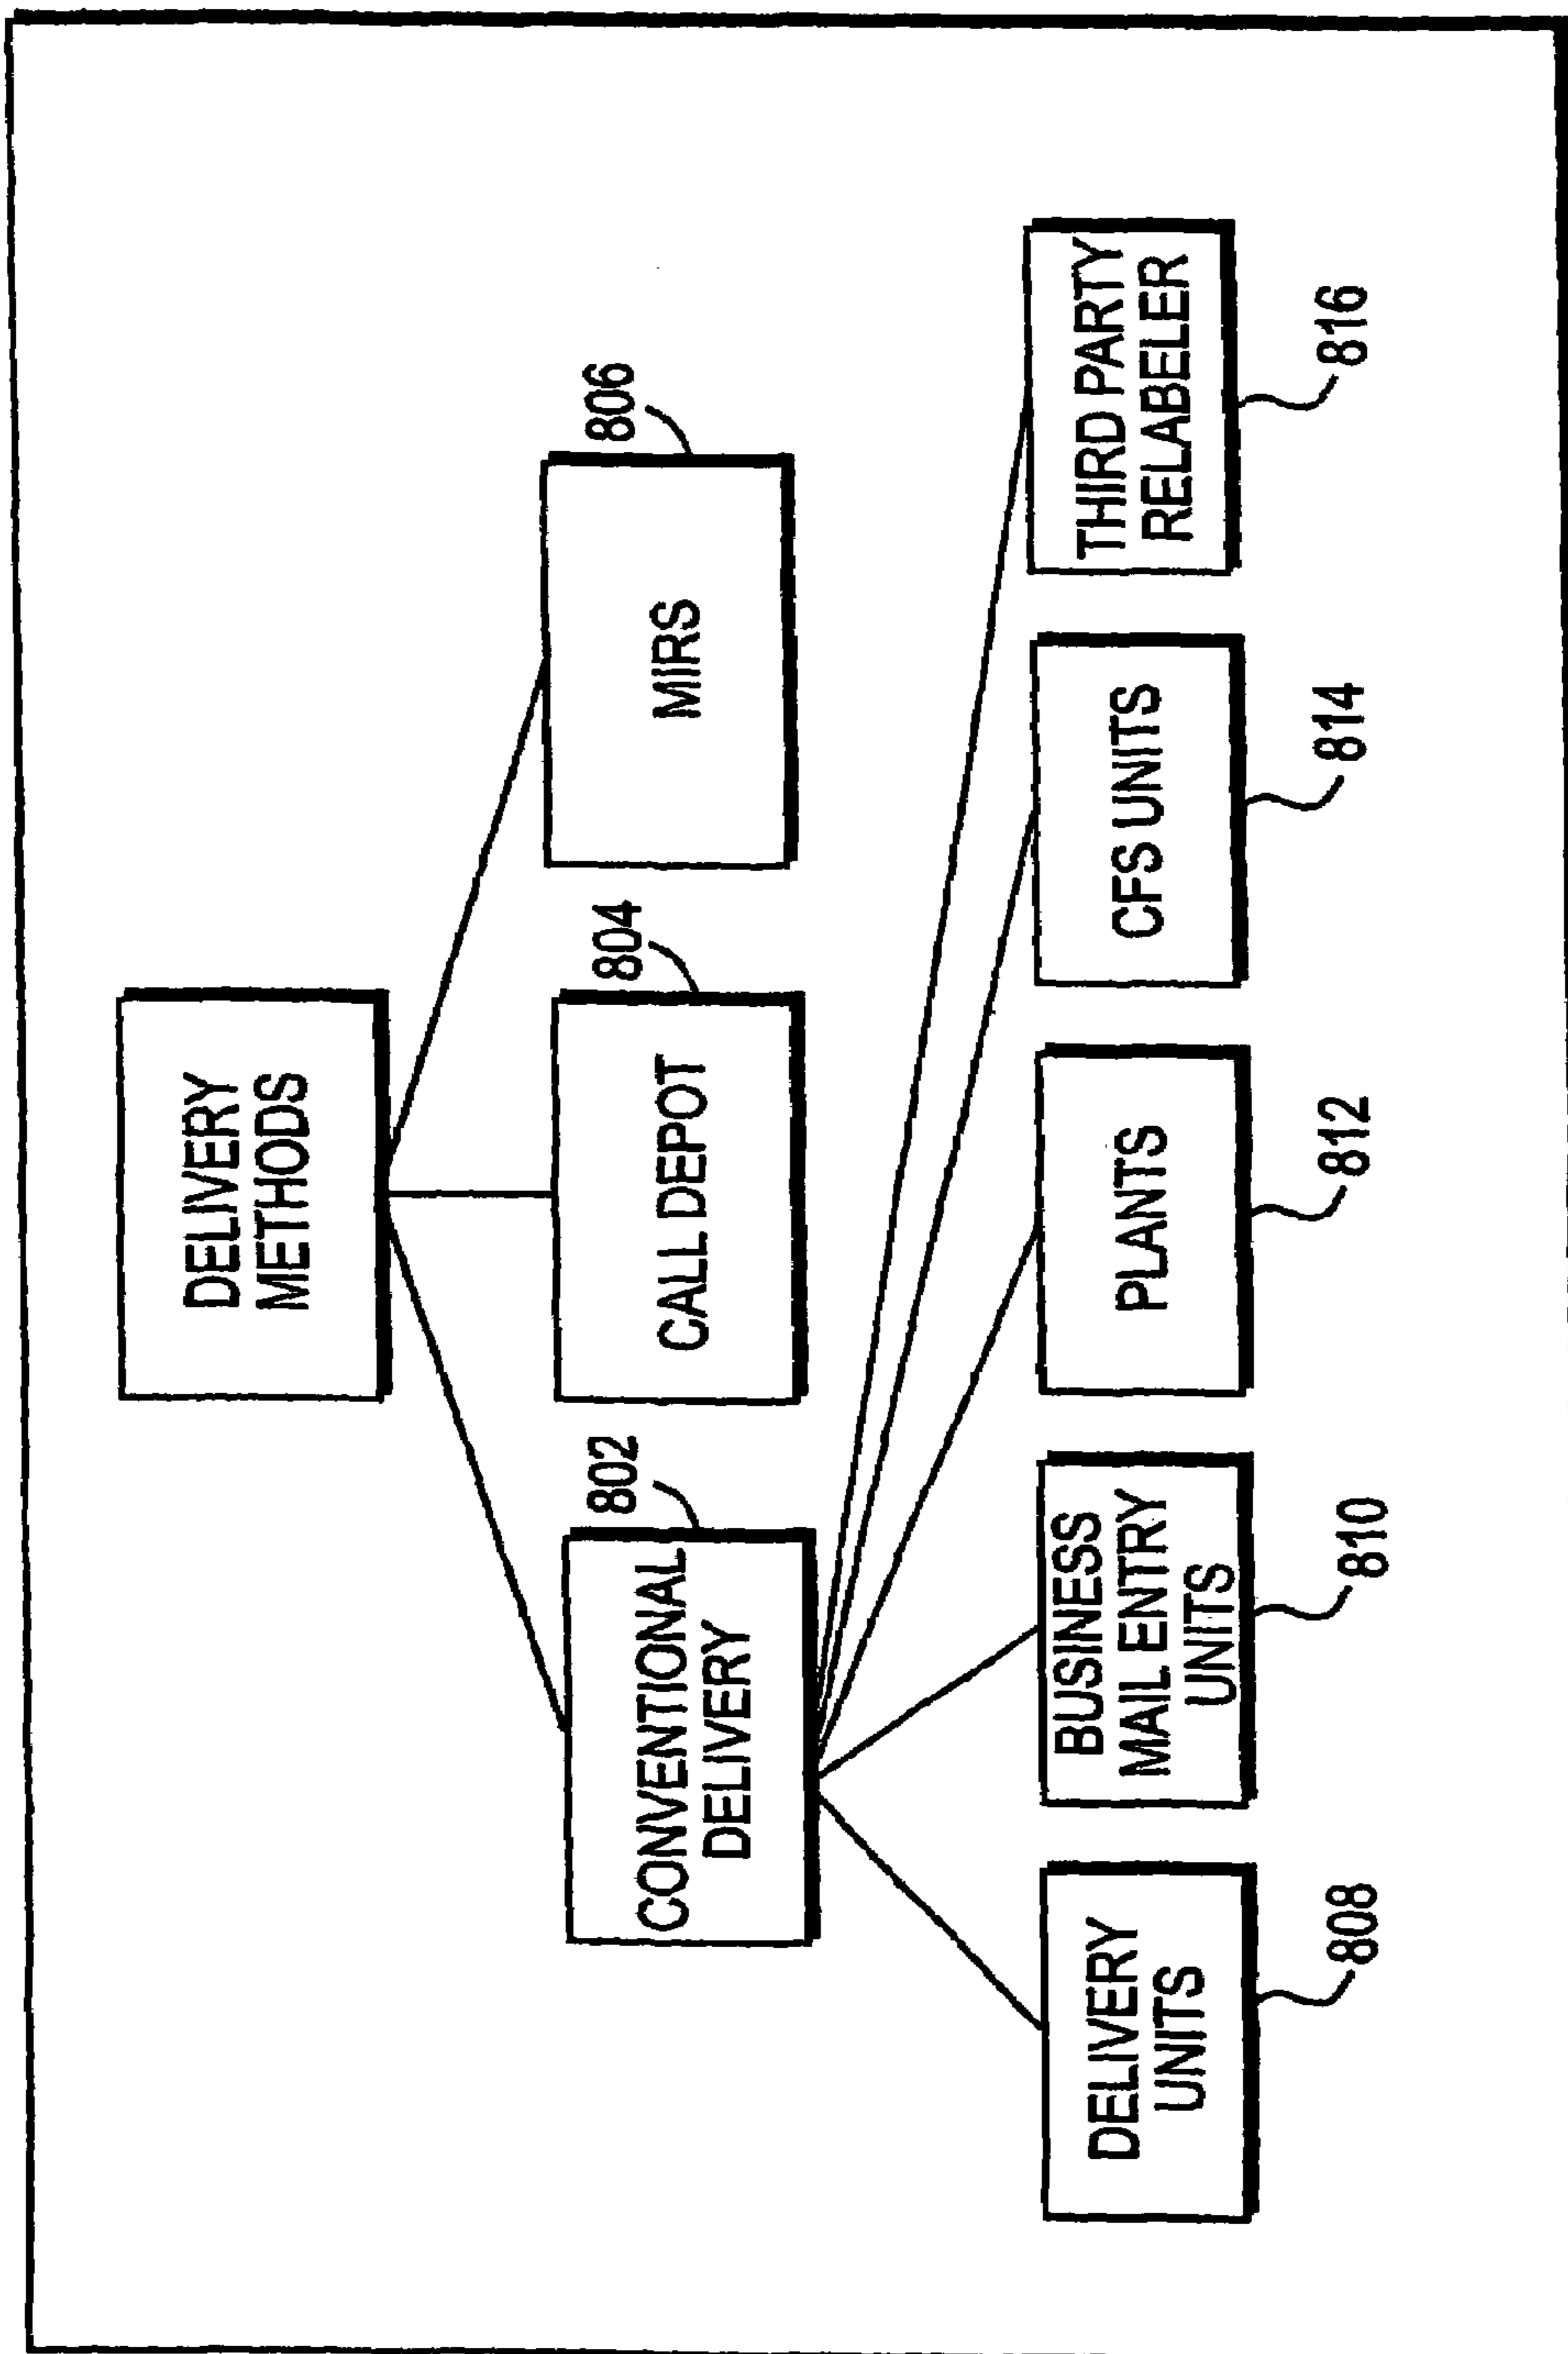 DELIVERY
METHODS
802
CONVENTIONAL
DELIVERY
804
CALL DEPOT
806
MIRS
DELIVERY
UNITS
808
BUSINESS
MAIL ENTRY
UNITS
810
PLANTS
812
CFS UNITS
814
THIRD PARTY
RELABELER
816